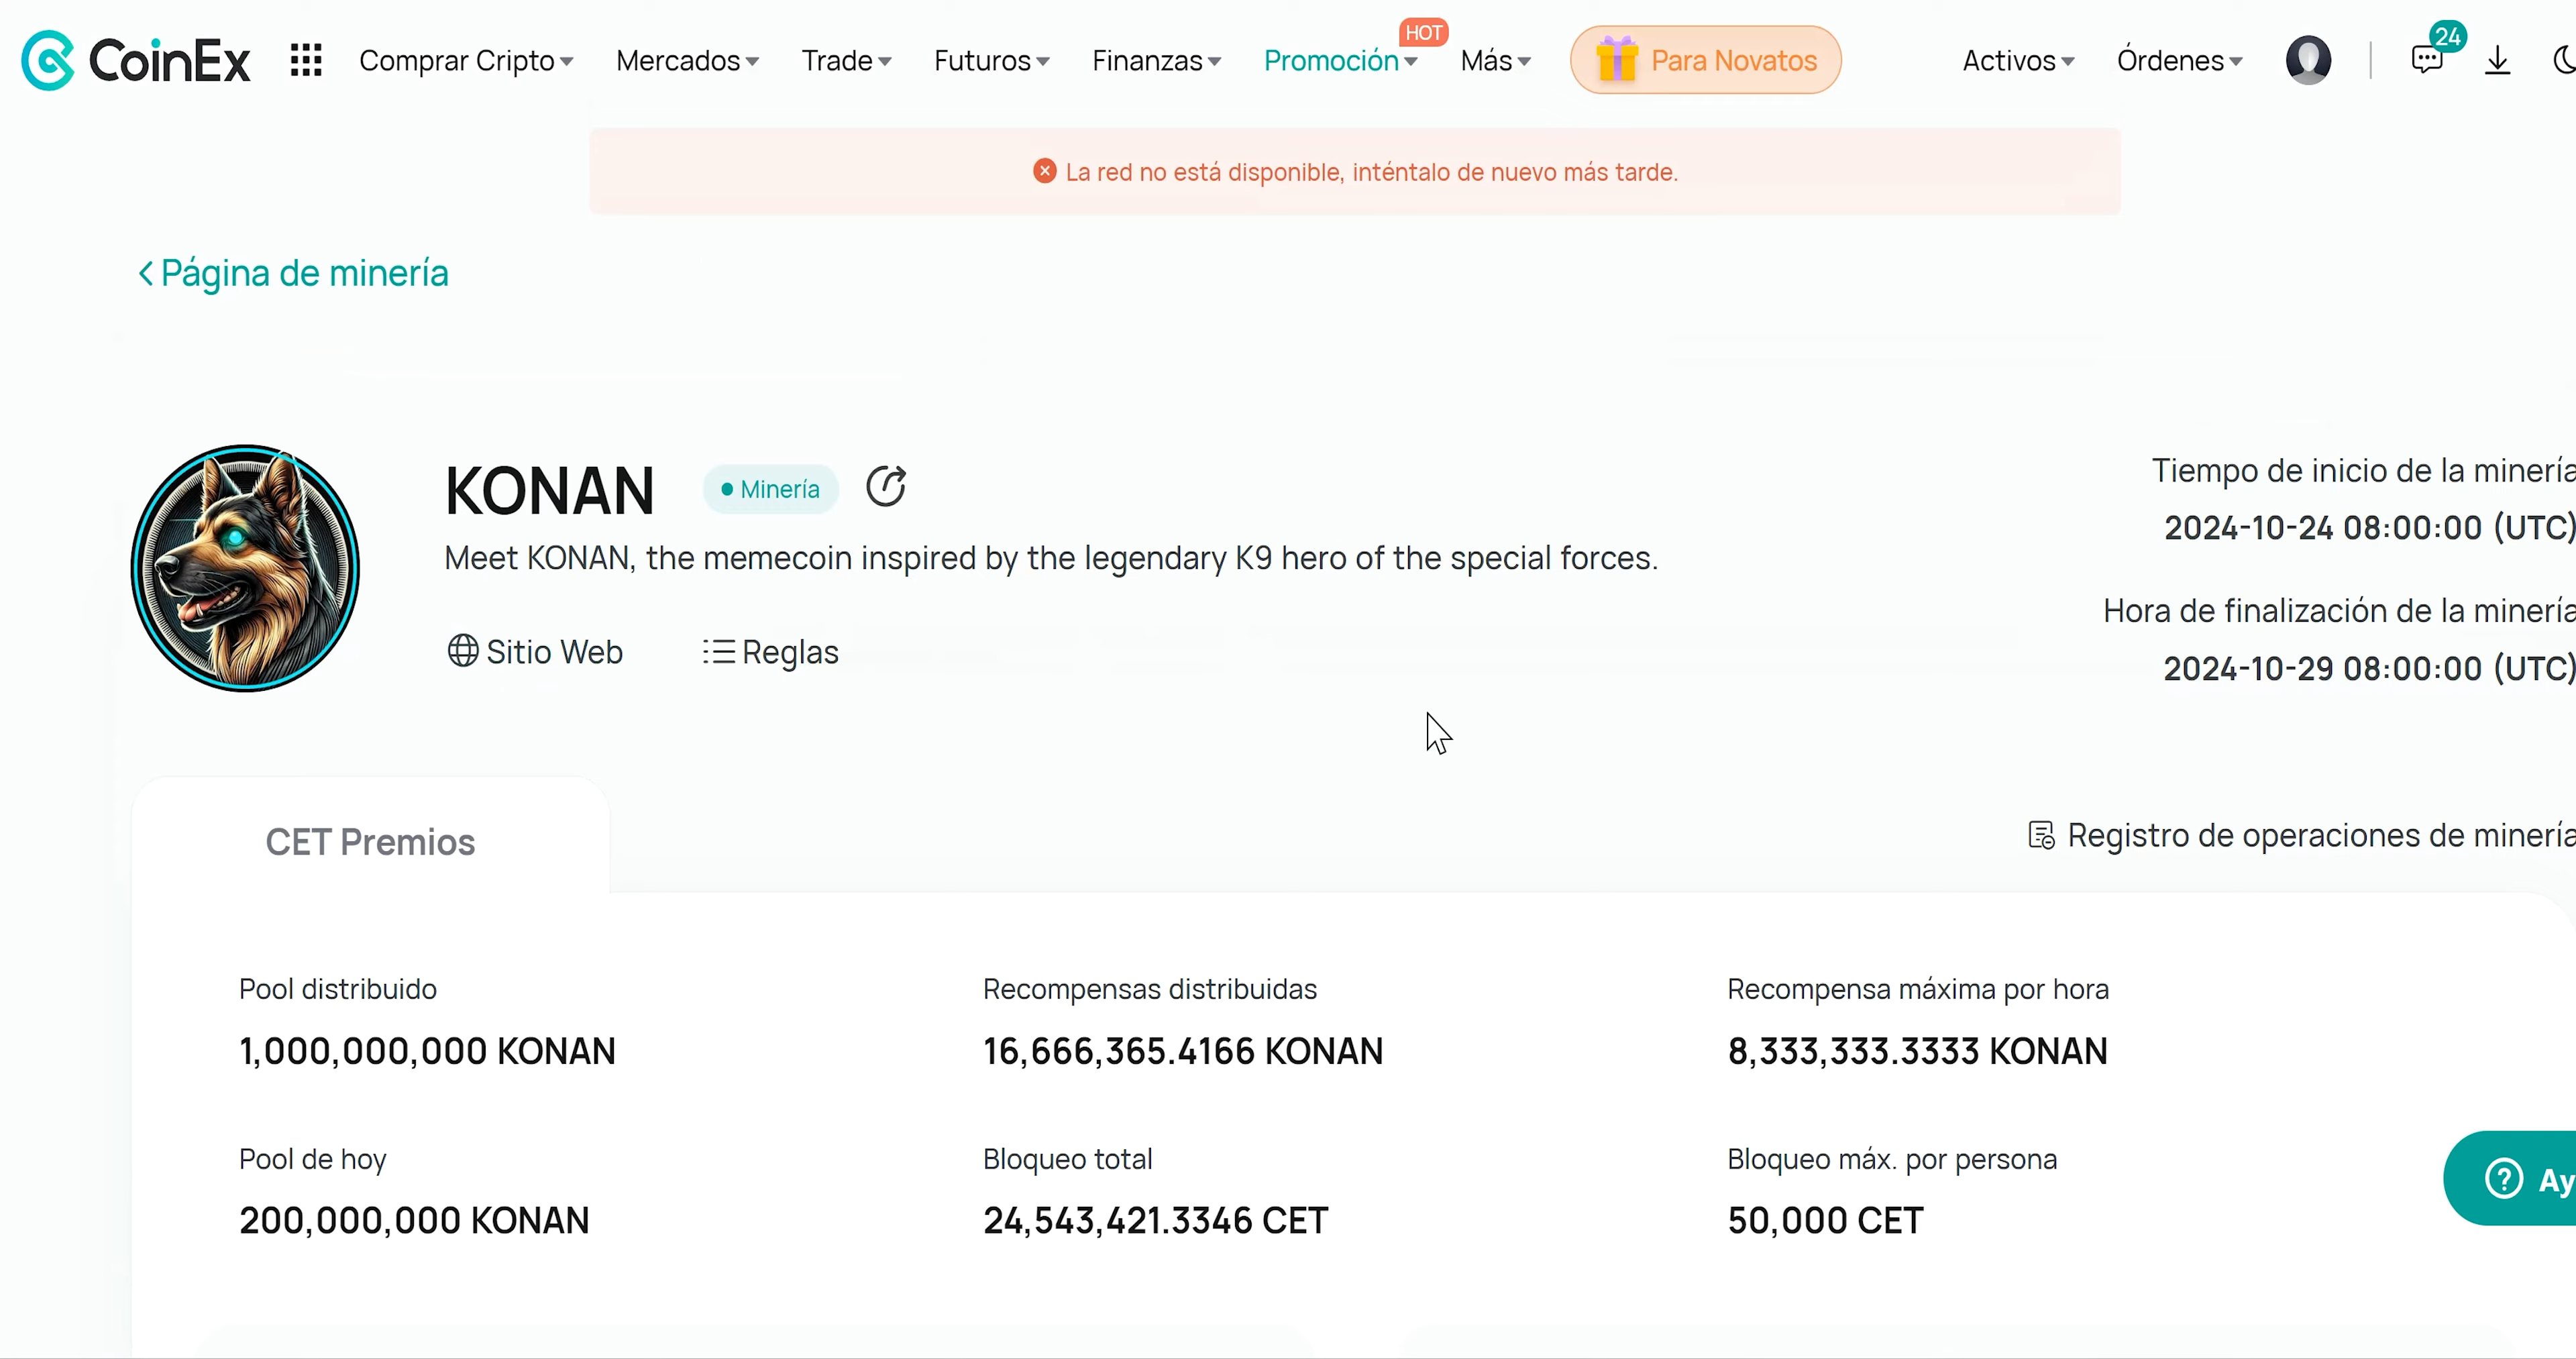 CoinEx Comprar Cripto Mercados Trade Futuros Finanzas Promoción HOT Más Para Novatos Activos Órdenes 24
La red no está disponible, inténtalo de nuevo más tarde.
Página de minería
KONAN Minería
Meet KONAN, the memecoin inspired by the legendary K9 hero of the special forces.
Sitio Web Reglas
Tiempo de inicio de la minería
2024-10-24 08:00:00 (UTC)
Hora de finalización de la minería
2024-10-29 08:00:00 (UTC)
CET Premios
Registro de operaciones de minería
Pool distribuido
1,000,000,000 KONAN
Recompensas distribuidas
16,666,365.4166 KONAN
Recompensa máxima por hora
8,333,333.3333 KONAN
Pool de hoy
200,000,000 KONAN
Bloqueo total
24,543,421.3346 CET
Bloqueo máx. por persona
50,000 CET
Ay